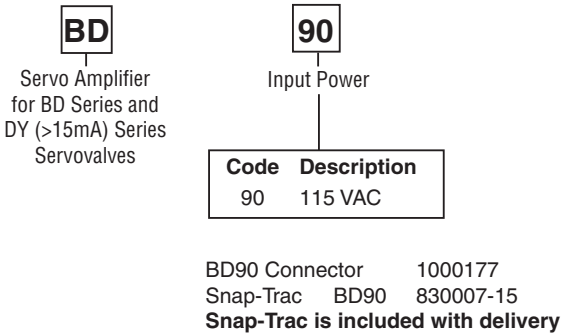 BD
90
Servo Amplifier
for BD Series and
DY (>15mA) Series
Servovalves
Input Power
Code Description
90 115 VAC
BD90 Connector 1000177
Snap-Trac BD90 830007-15
Snap-Trac is included with delivery